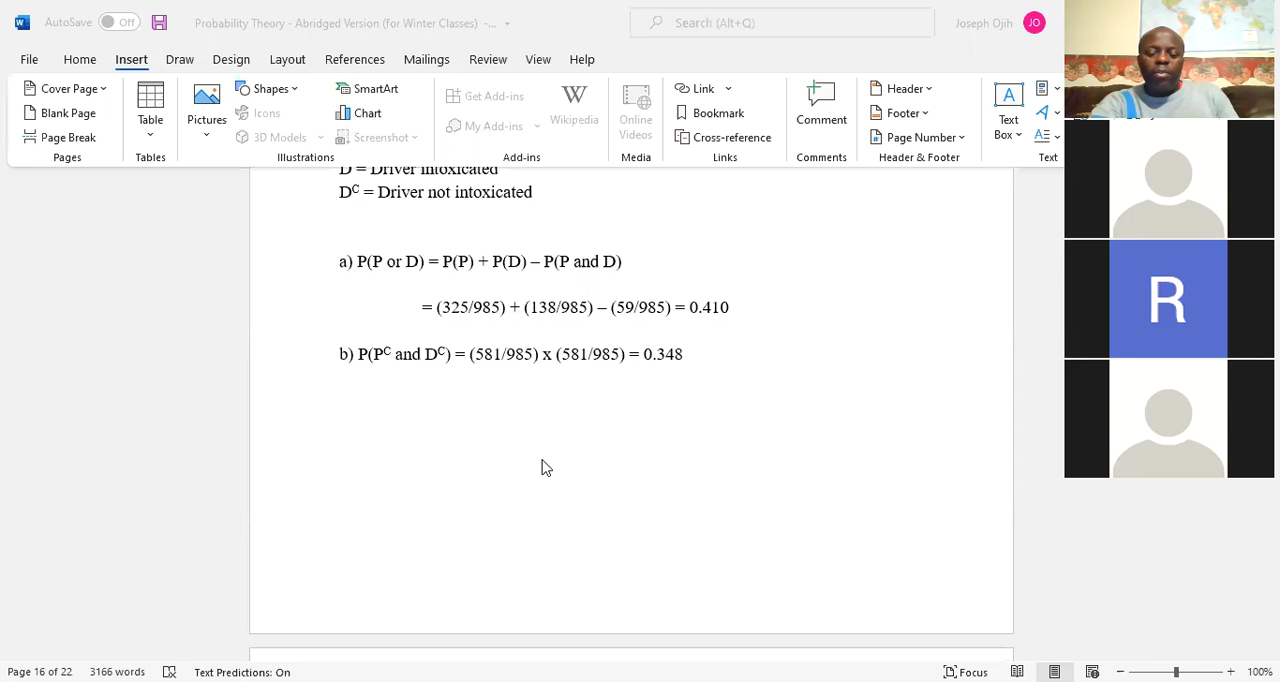 AutoSave Off Probability Theory - Abridged Version (for Winter Classes) -... Search (Alt+Q) Joseph Ojih JO
File Home Insert Draw Design Layout References Mailings Review View Help
Cover Page
Blank Page
Page Break
Pages
Table
Tables
Pictures
Shapes
Icons
3D Models
SmartArt
Chart
Screenshot
Illustrations
Get Add-ins
My Add-ins
Wikipedia
Add-ins
Online Videos
Media
Link
Bookmark
Cross-reference
Links
Comment
Comments
Header
Footer
Page Number
Header & Footer
A
Text Box
Text
D = Driver intoxicated
Dᶜ = Driver not intoxicated
a) P(P or D) = P(P) + P(D) – P(P and D)
= (325/985) + (138/985) – (59/985) = 0.410
b) P(Pᶜ and Dᶜ) = (581/985) x (581/985) = 0.348
R
Page 16 of 22 3166 words Text Predictions: On Focus 100%